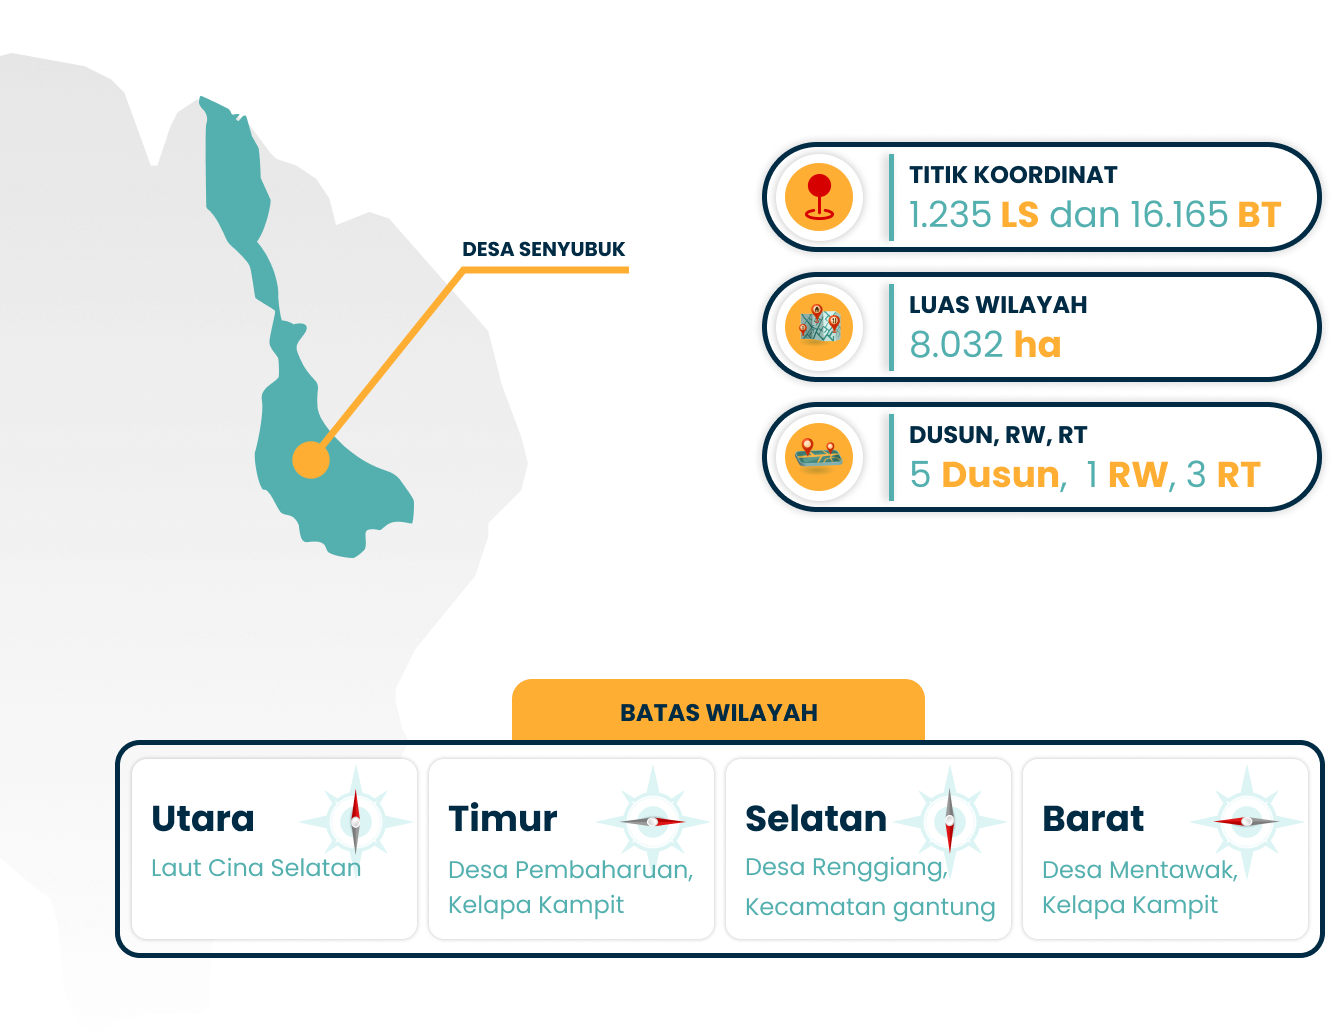 DESA SENYUBUK
TITIK KOORDINAT
1.235 LS dan 16.165 BT
LUAS WILAYAH
8.032 ha
DUSUN, RW, RT
5 Dusun, 1 RW, 3 RT
BATAS WILAYAH
Utara
Laut Cina Selatan
Timur
Desa Pembaharuan,
Kelapa Kampit
Selatan
Desa Renggiang,
Kecamatan gantung
Barat
Desa Mentawak,
Kelapa Kampit